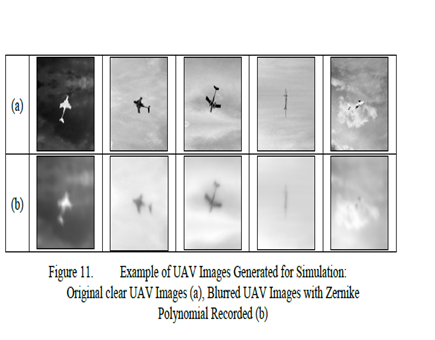 (a)
(b)
Figure 11. Example of UAV Images Generated for Simulation:
Original clear UAV Images (a), Blurred UAV Images with Zernike
Polynomial Recorded (b)